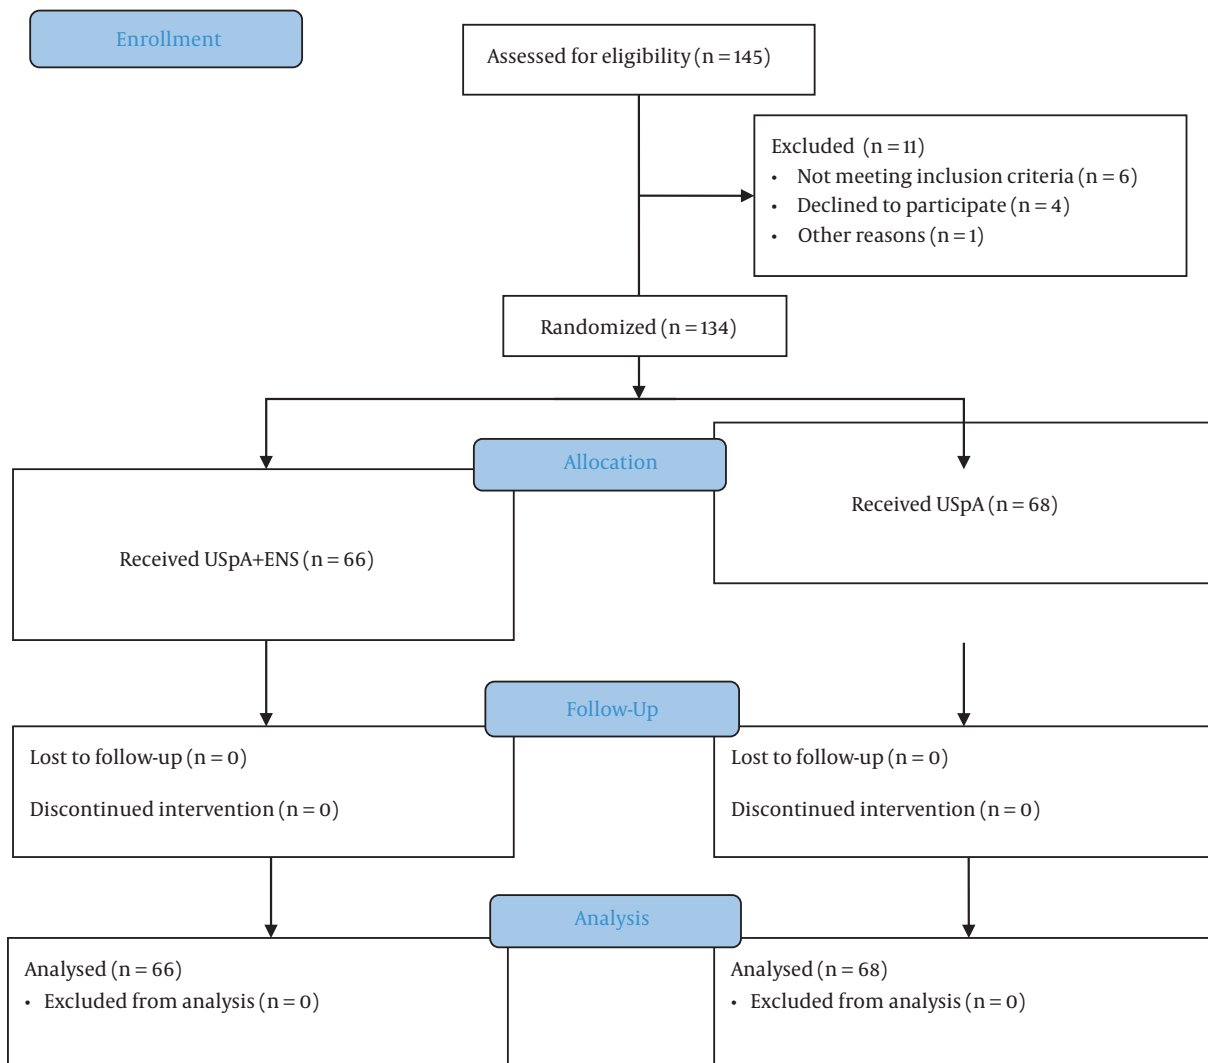 Enrollment
Assessed for eligibility (n = 145)
Excluded (n = 11)
• Not meeting inclusion criteria (n = 6)
• Declined to participate (n = 4)
• Other reasons (n = 1)
Randomized (n = 134)
Allocation
Received USpA+ENS (n = 66)
Received USpA (n = 68)
Follow-Up
Lost to follow-up (n = 0)
Discontinued intervention (n = 0)
Lost to follow-up (n = 0)
Discontinued intervention (n = 0)
Analysis
Analysed (n = 66)
• Excluded from analysis (n = 0)
Analysed (n = 68)
• Excluded from analysis (n = 0)